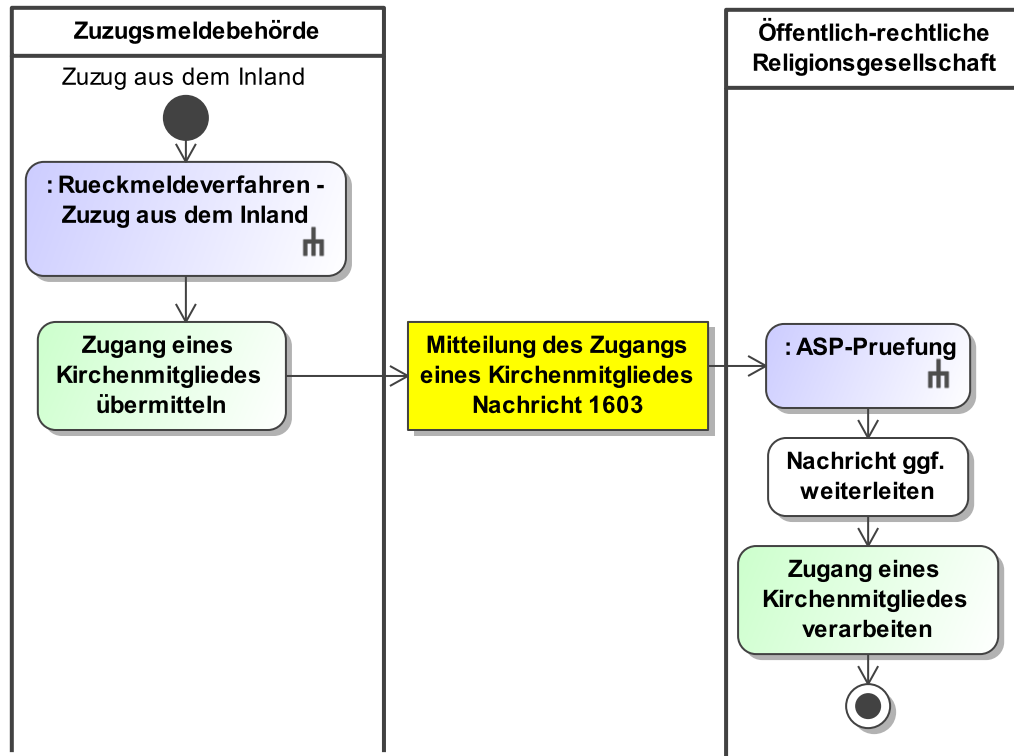 Zuzugsmeldebehörde
Zuzug aus dem Inland
: Rueckmeldeverfahren -
Zuzug aus dem Inland
Zugang eines
Kirchenmitgliedes
übermitteln
Mitteilung des Zugangs
eines Kirchenmitgliedes
Nachricht 1603
Öffentlich-rechtliche
Religionsgesellschaft
: ASP-Pruefung
Nachricht ggf.
weiterleiten
Zugang eines
Kirchenmitgliedes
verarbeiten